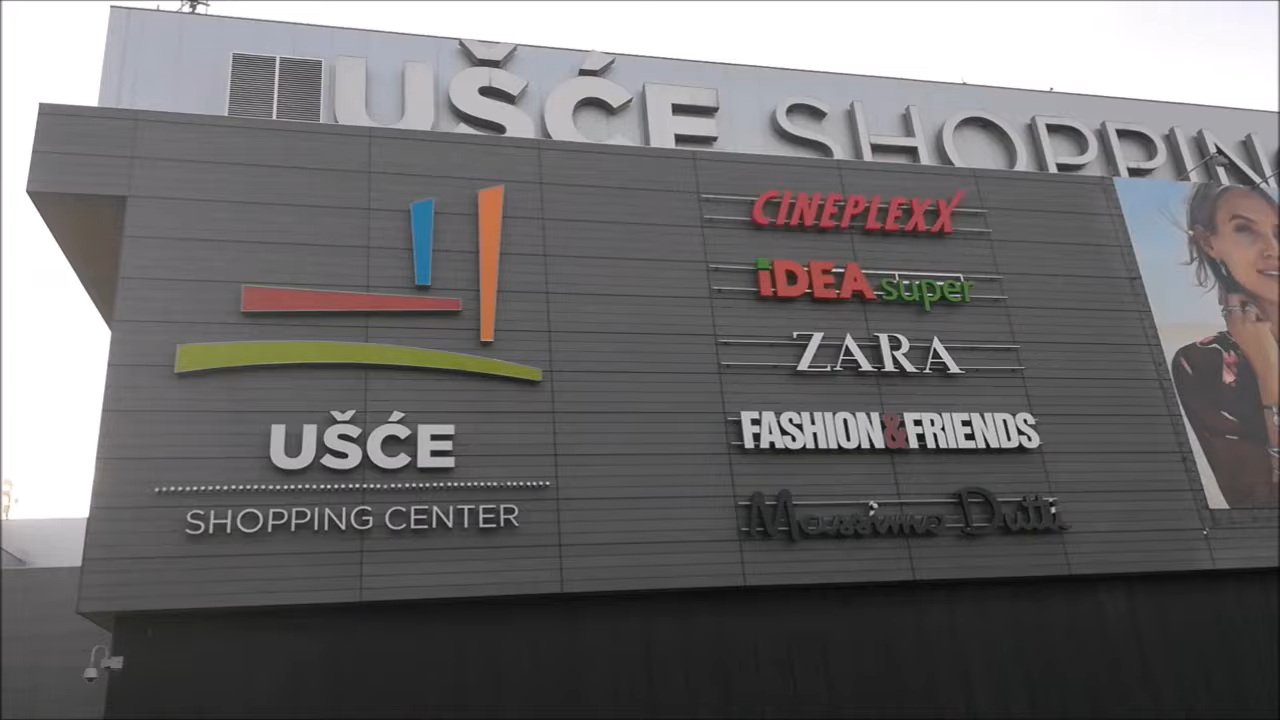 UŠĆE SHOPPIN
CINEPLEXX
iDEA super
ZARA
FASHION&FRIENDS
Massimo Dutti
UŠĆE
SHOPPING CENTER